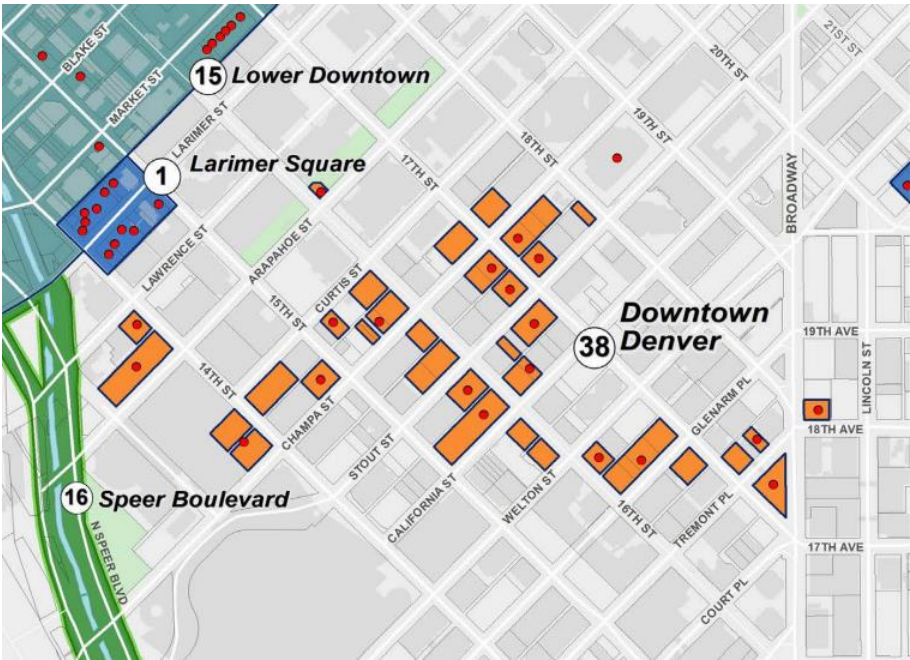 BLAKE ST
MARKET ST
15 Lower Downtown
LARIMER ST
1
Larimer Square
20TH ST
21ST ST
19TH ST
18TH ST
17TH ST
BROADWAY
LAWRENCE ST
ARAPAHOE ST
CURTIS ST
15TH ST
14TH ST
CHAMPA ST
38
Downtown
Denver
19TH AVE
LINCOLN ST
GLENARM PL
18TH AVE
STOUT ST
CALIFORNIA ST
WELTON ST
16TH ST
TREMONT PL
17TH AVE
COURT PL
16 Speer Boulevard
N SPEER BLVD